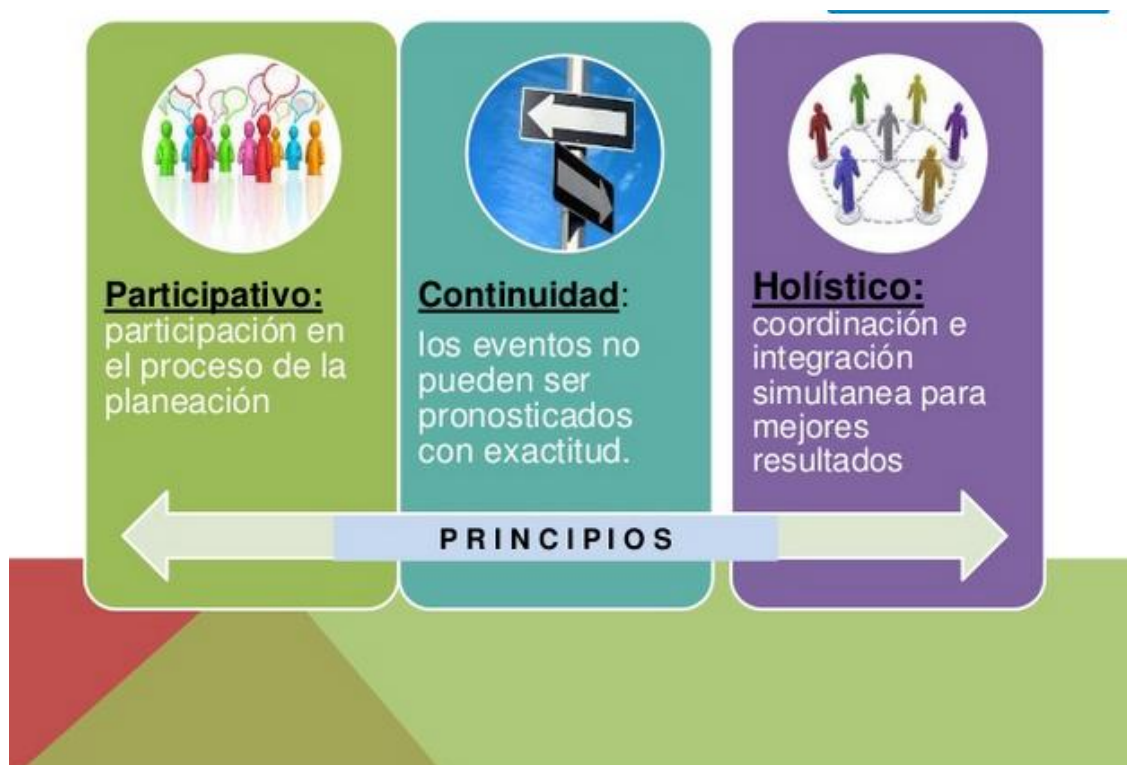 Participativo:
participación en
el proceso de la
planeación
Continuidad:
los eventos no
pueden ser
pronosticados
con exactitud.
Holístico:
coordinación e
integración
simultanea para
mejores
resultados
PRINCIPIOS